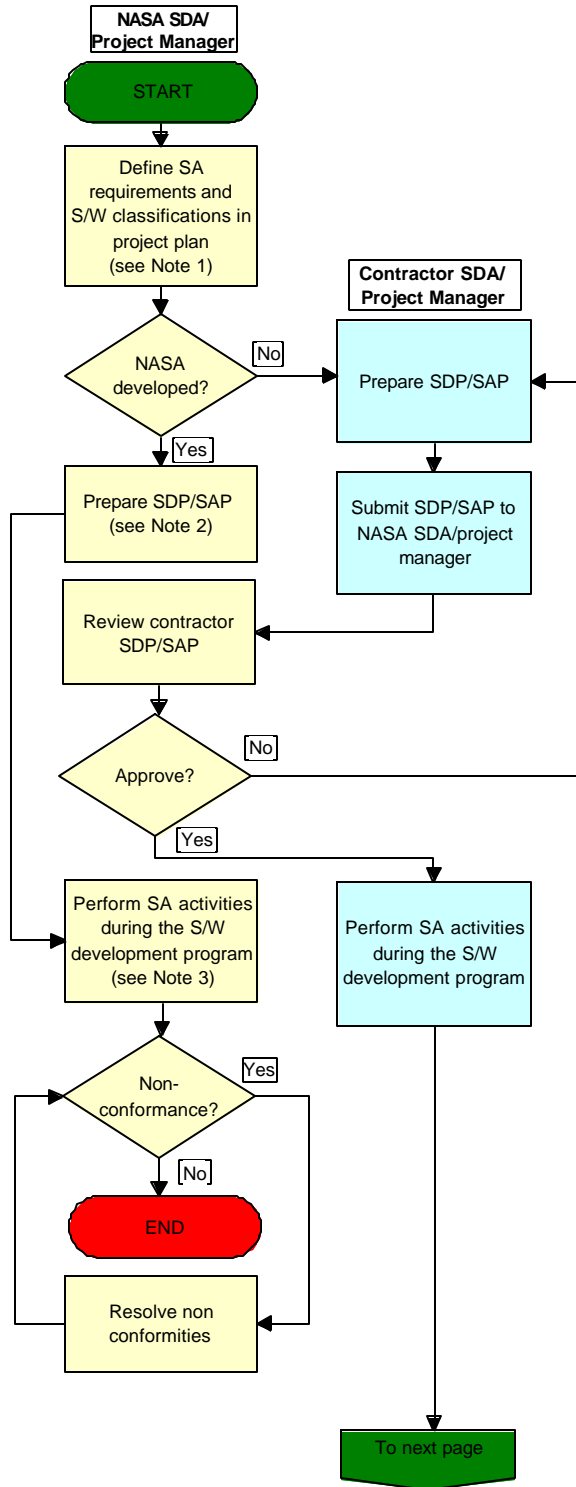 NASA SDA/
Project Manager
START
Define SA
requirements and
S/W classifications in
project plan
(see Note 1)
Contractor SDA/
Project Manager
NASA
developed?
No
Prepare SDP/SAP
Yes
Prepare SDP/SAP
(see Note 2)
Submit SDP/SAP to
NASA SDA/project
manager
Review contractor
SDP/SAP
Approve?
No
Yes
Perform SA activities
during the S/W
development program
(see Note 3)
Perform SA activities
during the S/W
development program
Non-
conformance?
Yes
No
END
Resolve non
conformities
To next page